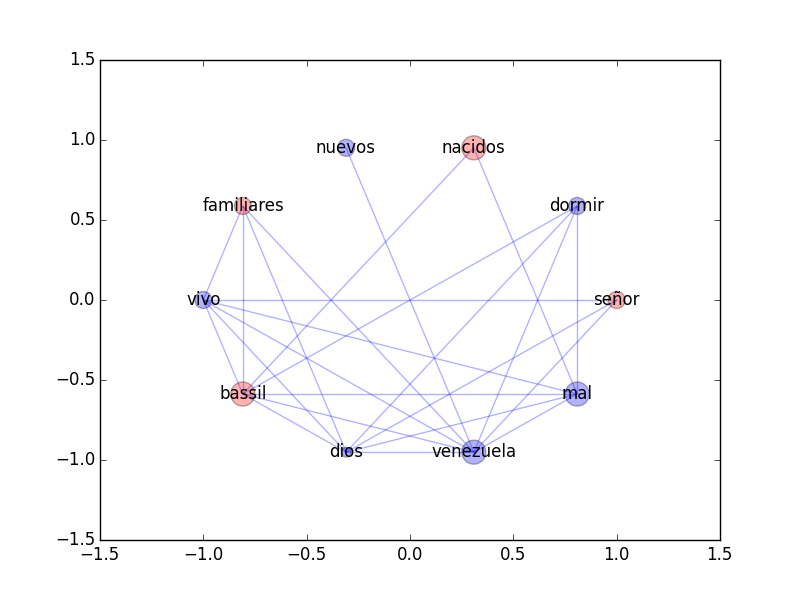 1.5
1.0
nuevos nacidos
familiares dormir
0.5
vivo señor
0.0
bassil mal
−0.5
dios venezuela
−1.0
−1.5
−1.5 −1.0 −0.5 0.0 0.5 1.0 1.5